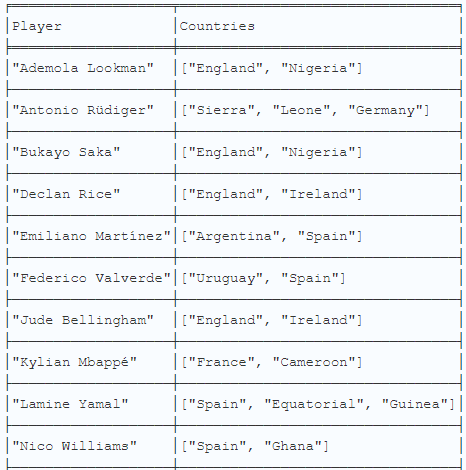 Player Countries
"Ademola Lookman" ["England", "Nigeria"]
"Antonio Rüdiger" ["Sierra", "Leone", "Germany"]
"Bukayo Saka" ["England", "Nigeria"]
"Declan Rice" ["England", "Ireland"]
"Emiliano Martínez" ["Argentina", "Spain"]
"Federico Valverde" ["Uruguay", "Spain"]
"Jude Bellingham" ["England", "Ireland"]
"Kylian Mbappé" ["France", "Cameroon"]
"Lamine Yamal" ["Spain", "Equatorial", "Guinea"]
"Nico Williams" ["Spain", "Ghana"]